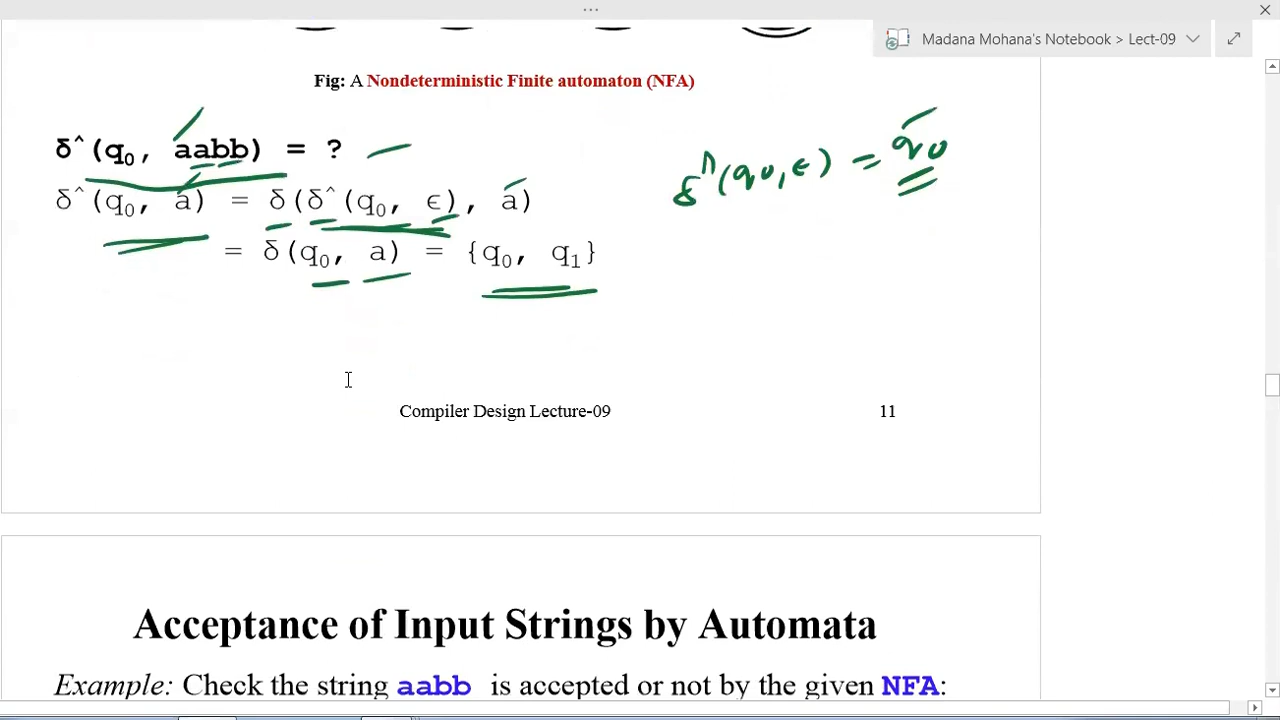 Madana Mohana's Notebook > Lect-09
Fig: A Nondeterministic Finite automaton (NFA)
δ^(q₀, aabb) = ?
δ^(q0, ϵ) = q0
δ^(q₀, a) = δ(δ^(q₀, ϵ), a)
= δ(q₀, a) = {q₀, q₁}
Compiler Design Lecture-09 11
Acceptance of Input Strings by Automata
Example: Check the string aabb is accepted or not by the given NFA: